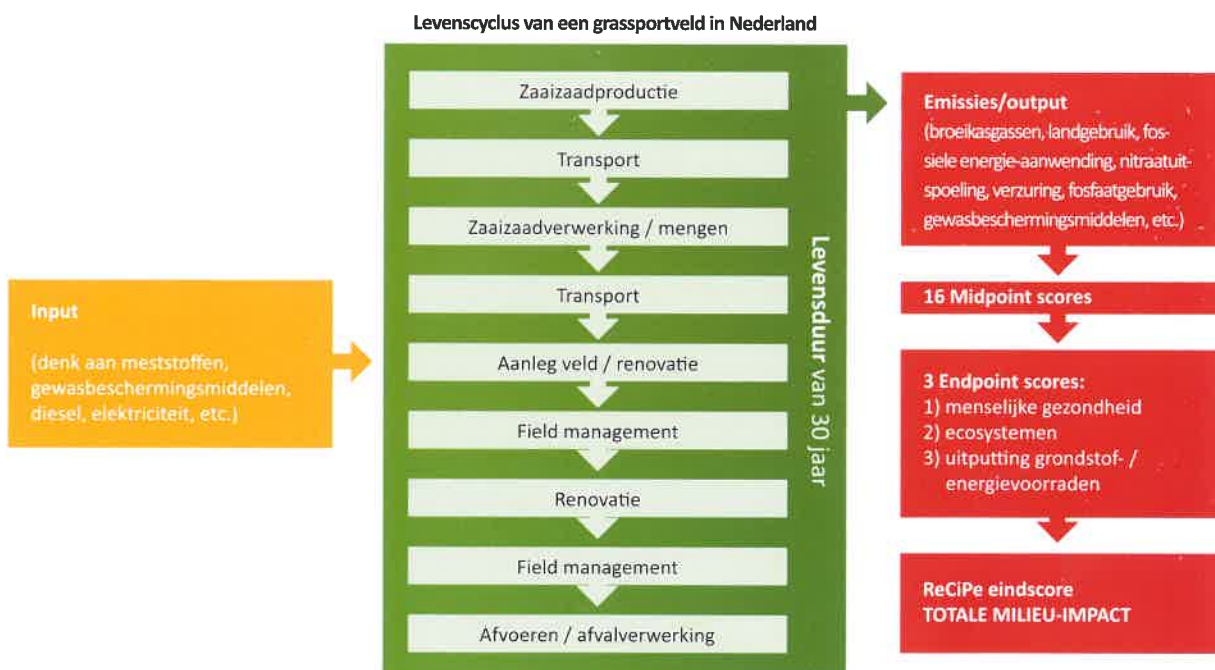 Levenscyclus van een grassportveld in Nederland
Input
(denk aan meststoffen,
gewasbeschermingsmiddelen,
diesel, elektriciteit, etc.)
Zaaizaadproductie
Transport
Zaaizaadverwerking / mengen
Transport
Aanleg veld / renovatie
Field management
Renovatie
Field management
Afvoeren / afvalverwerking
Levensduur van 30 jaar
Emissies/output
(broeikasgassen, landgebruik, fos-
siele energie-aanwending, nitraatuit-
spoeling, verzuring, fosfaatgebruik,
gewasbeschermingsmiddelen, etc.)
16 Midpoint scores
3 Endpoint scores:
1) menselijke gezondheid
2) ecosystemen
3) uitputting grondstof- /
energievoorraden
ReCiPe eindscore
TOTALE MILIEU-IMPACT